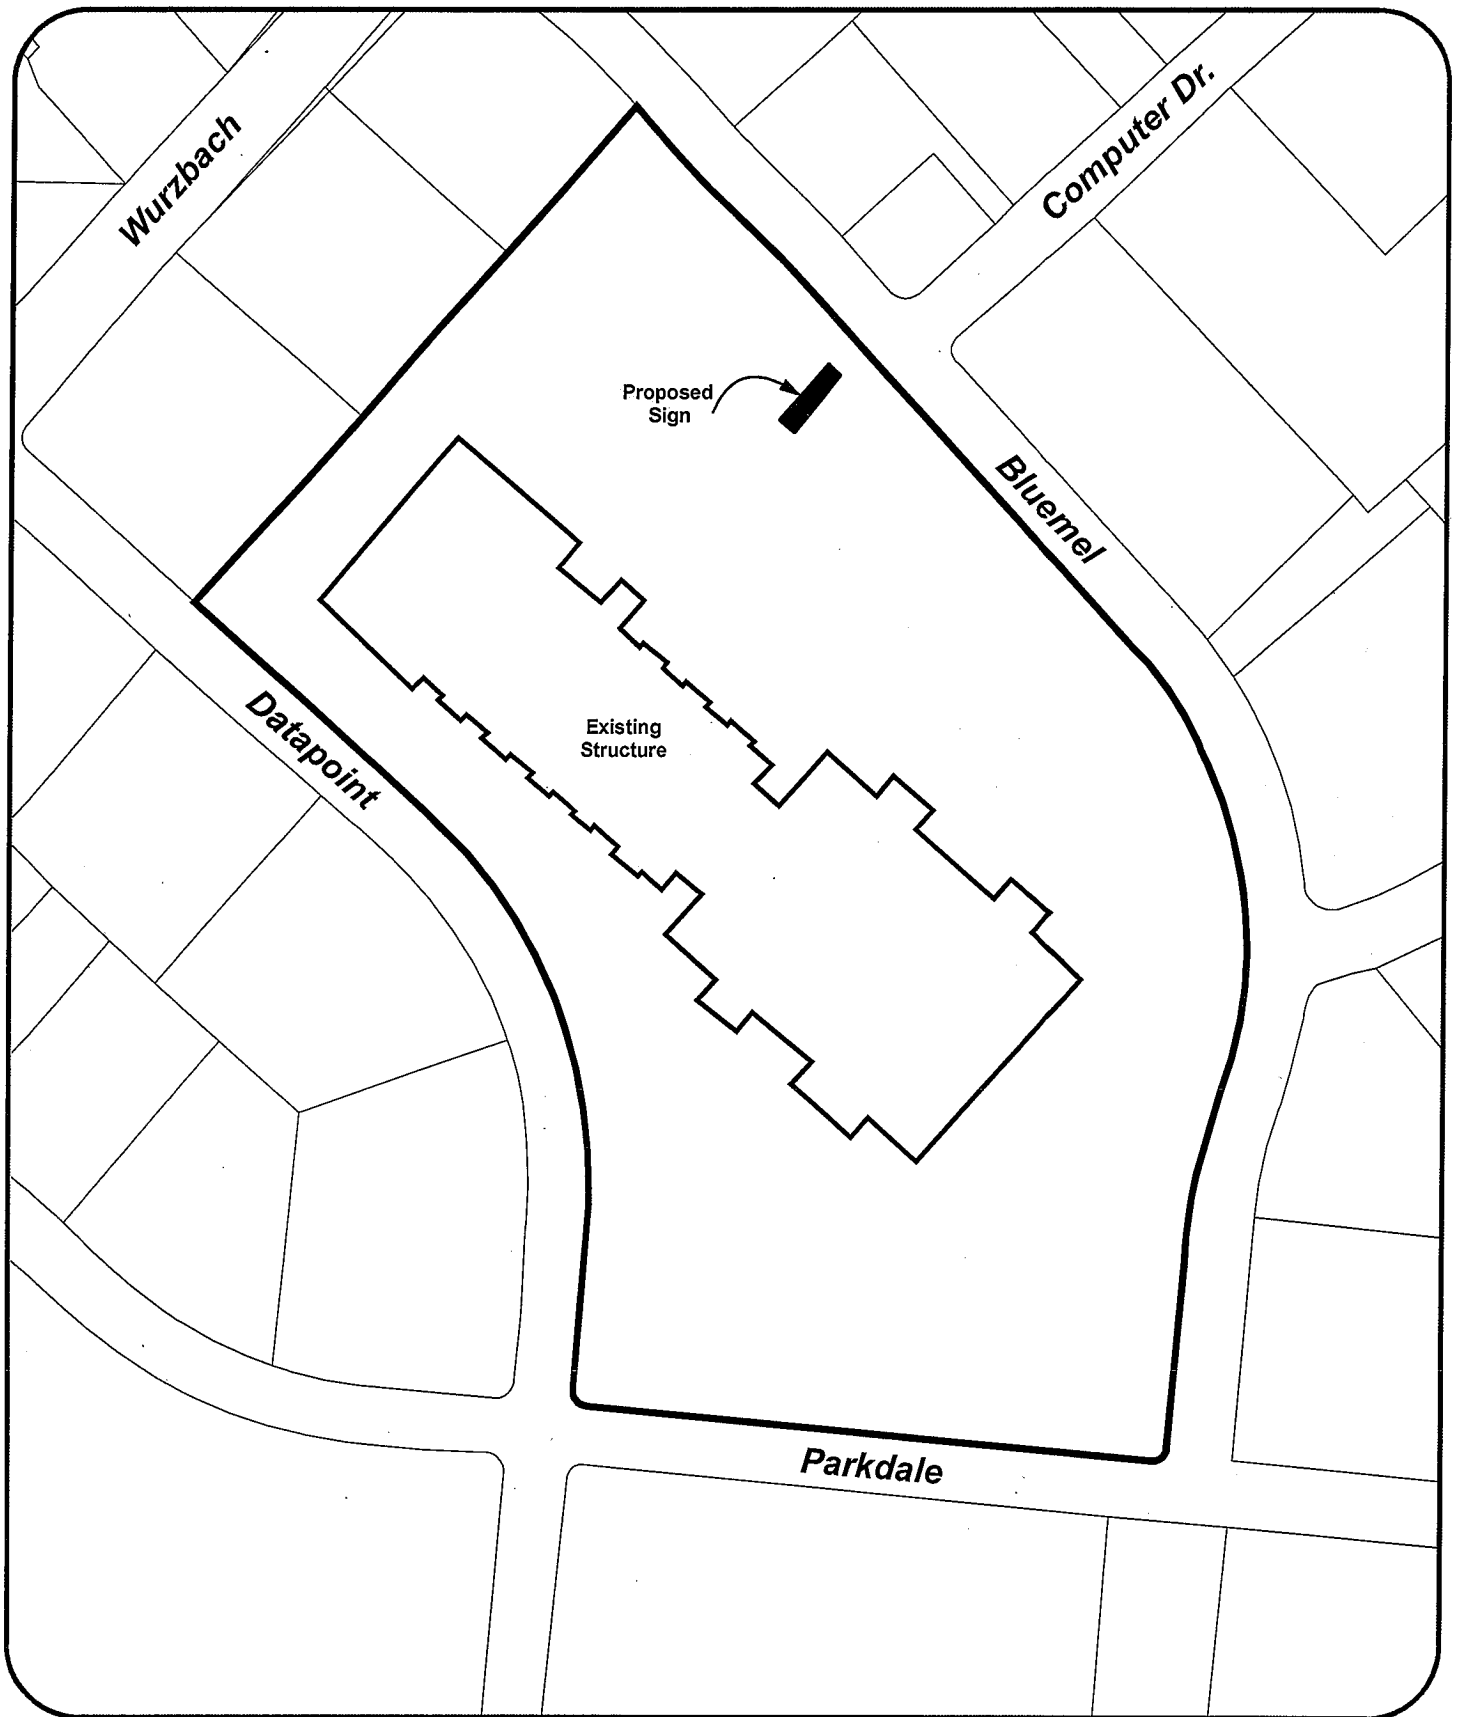 Wurzbach
Computer Dr.
Proposed
Sign
Bluemel
Datapoint
Existing
Structure
Parkdale